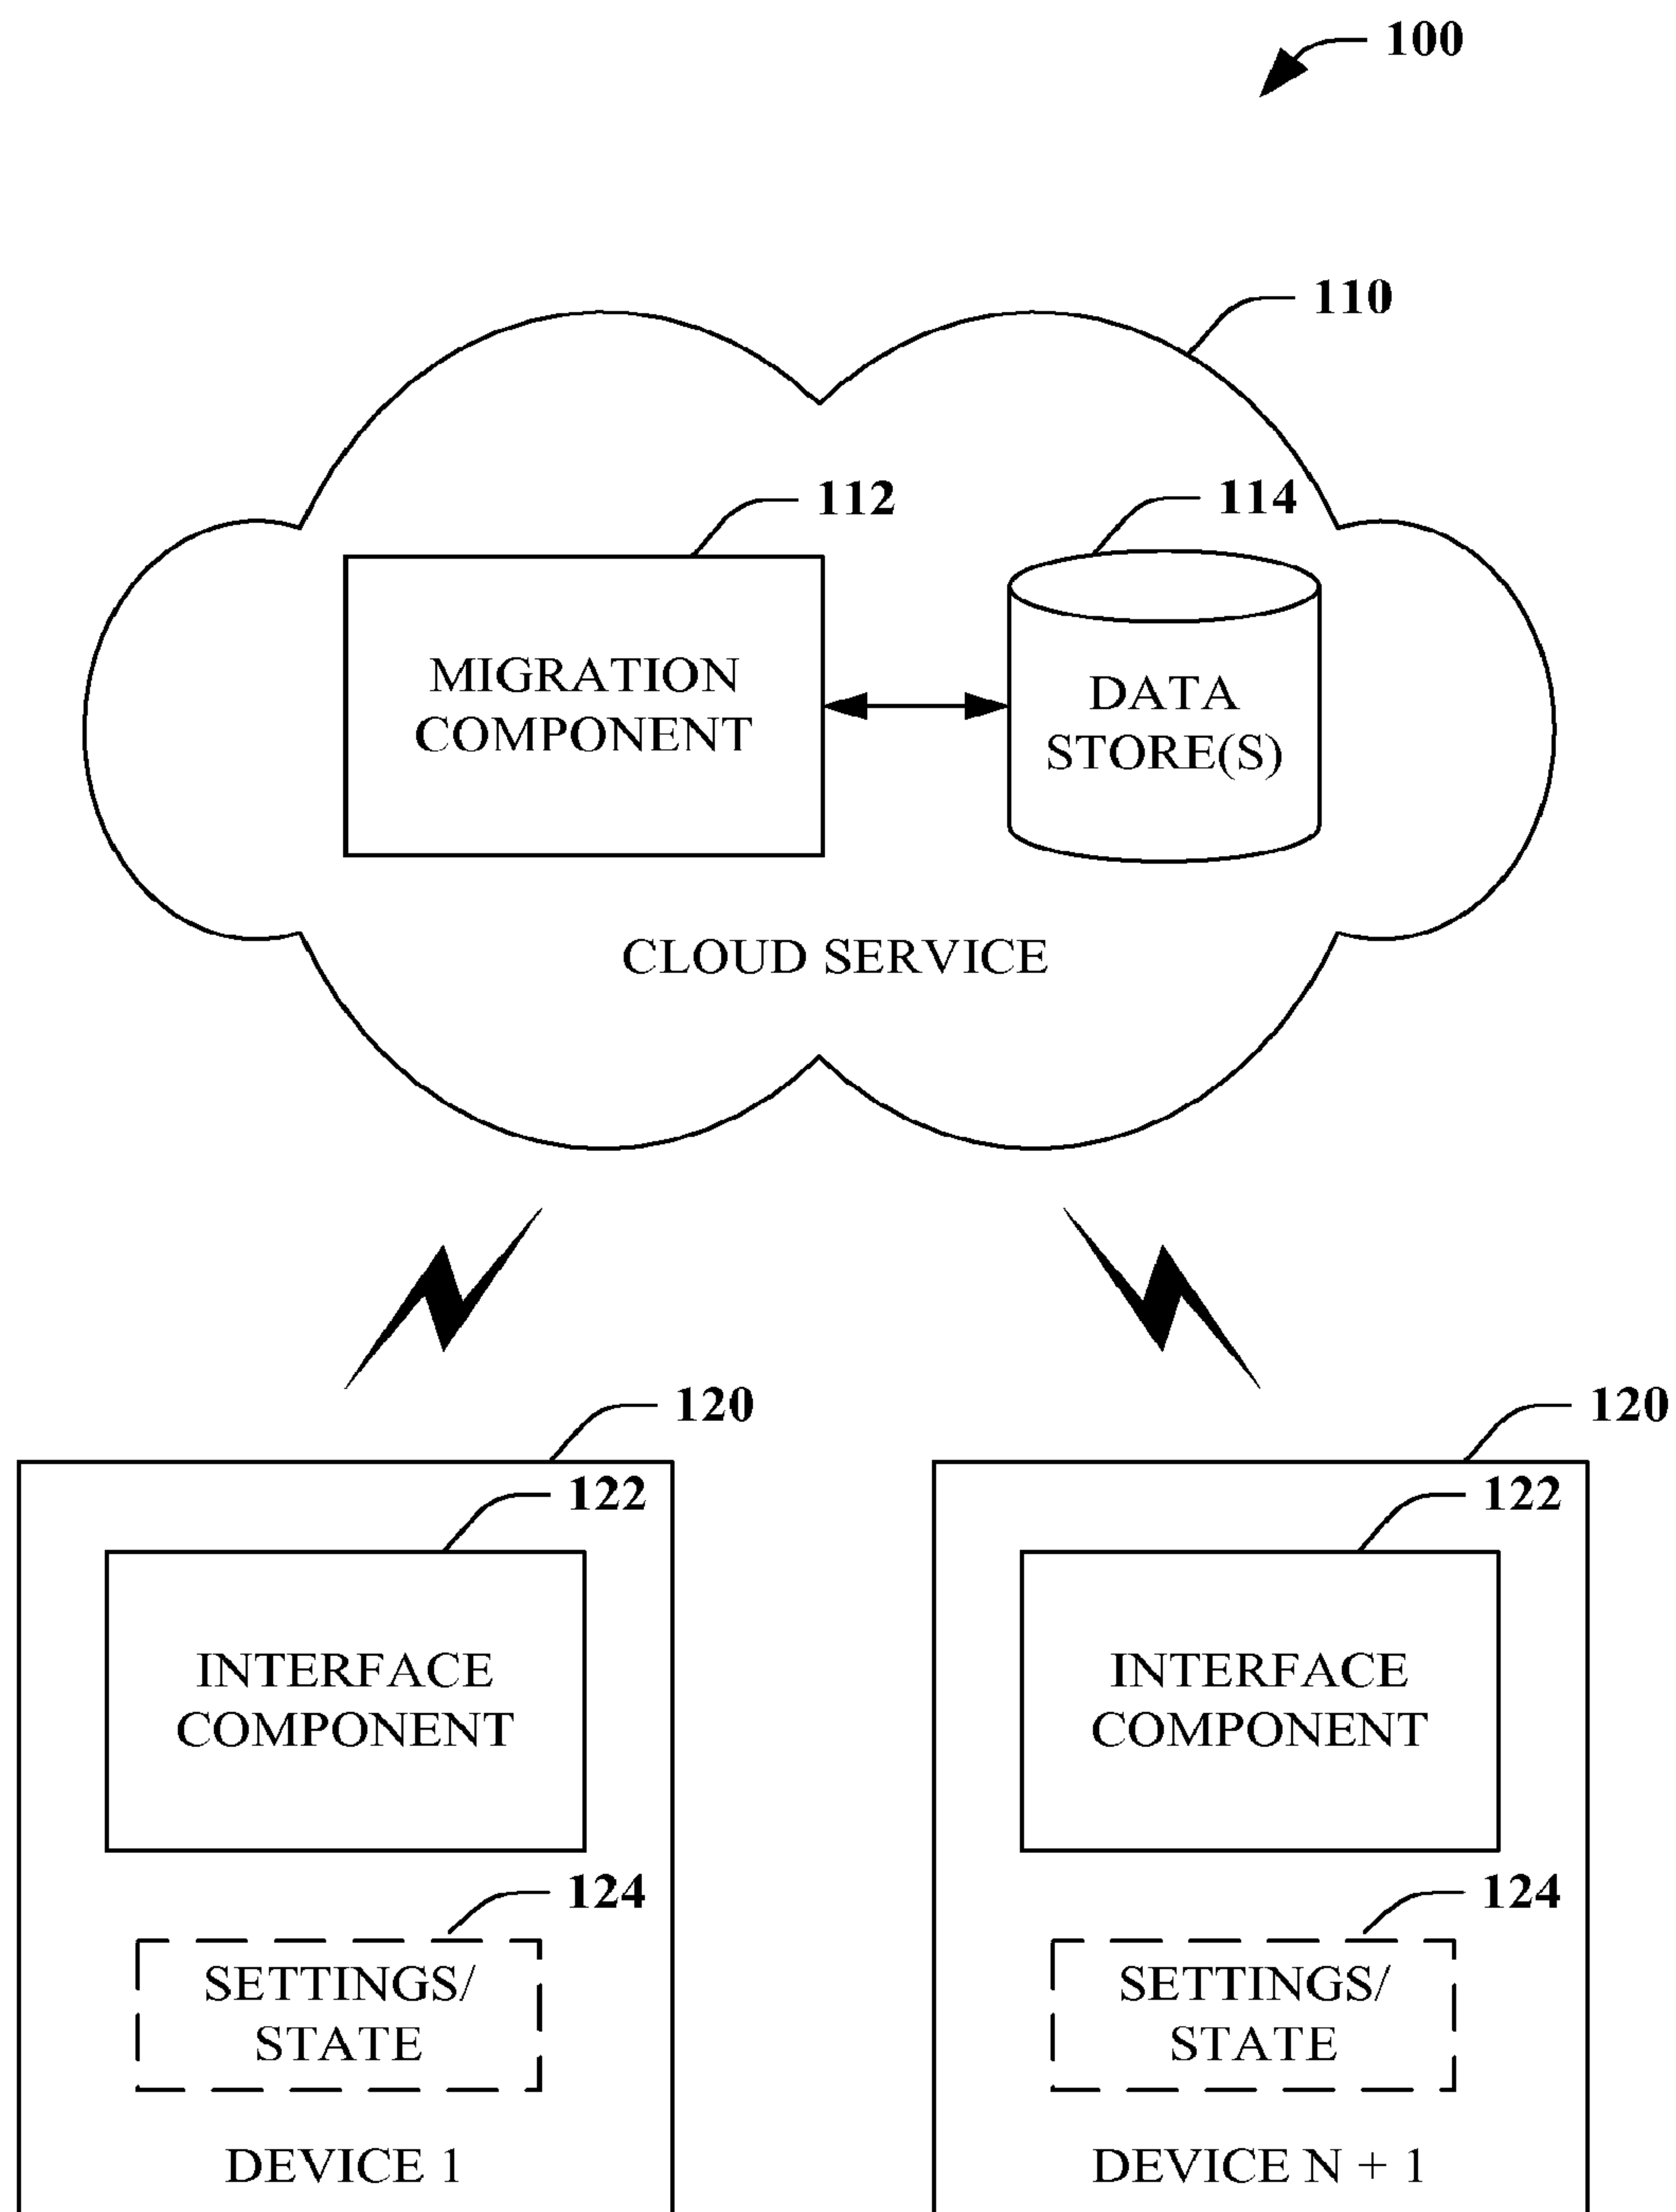 100
110
112
114
MIGRATION
COMPONENT
DATA
STORE(S)
CLOUD SERVICE
120
120
122
122
INTERFACE
COMPONENT
INTERFACE
COMPONENT
124
124
SETTINGS/
STATE
SETTINGS/
STATE
DEVICE 1
DEVICE N + 1